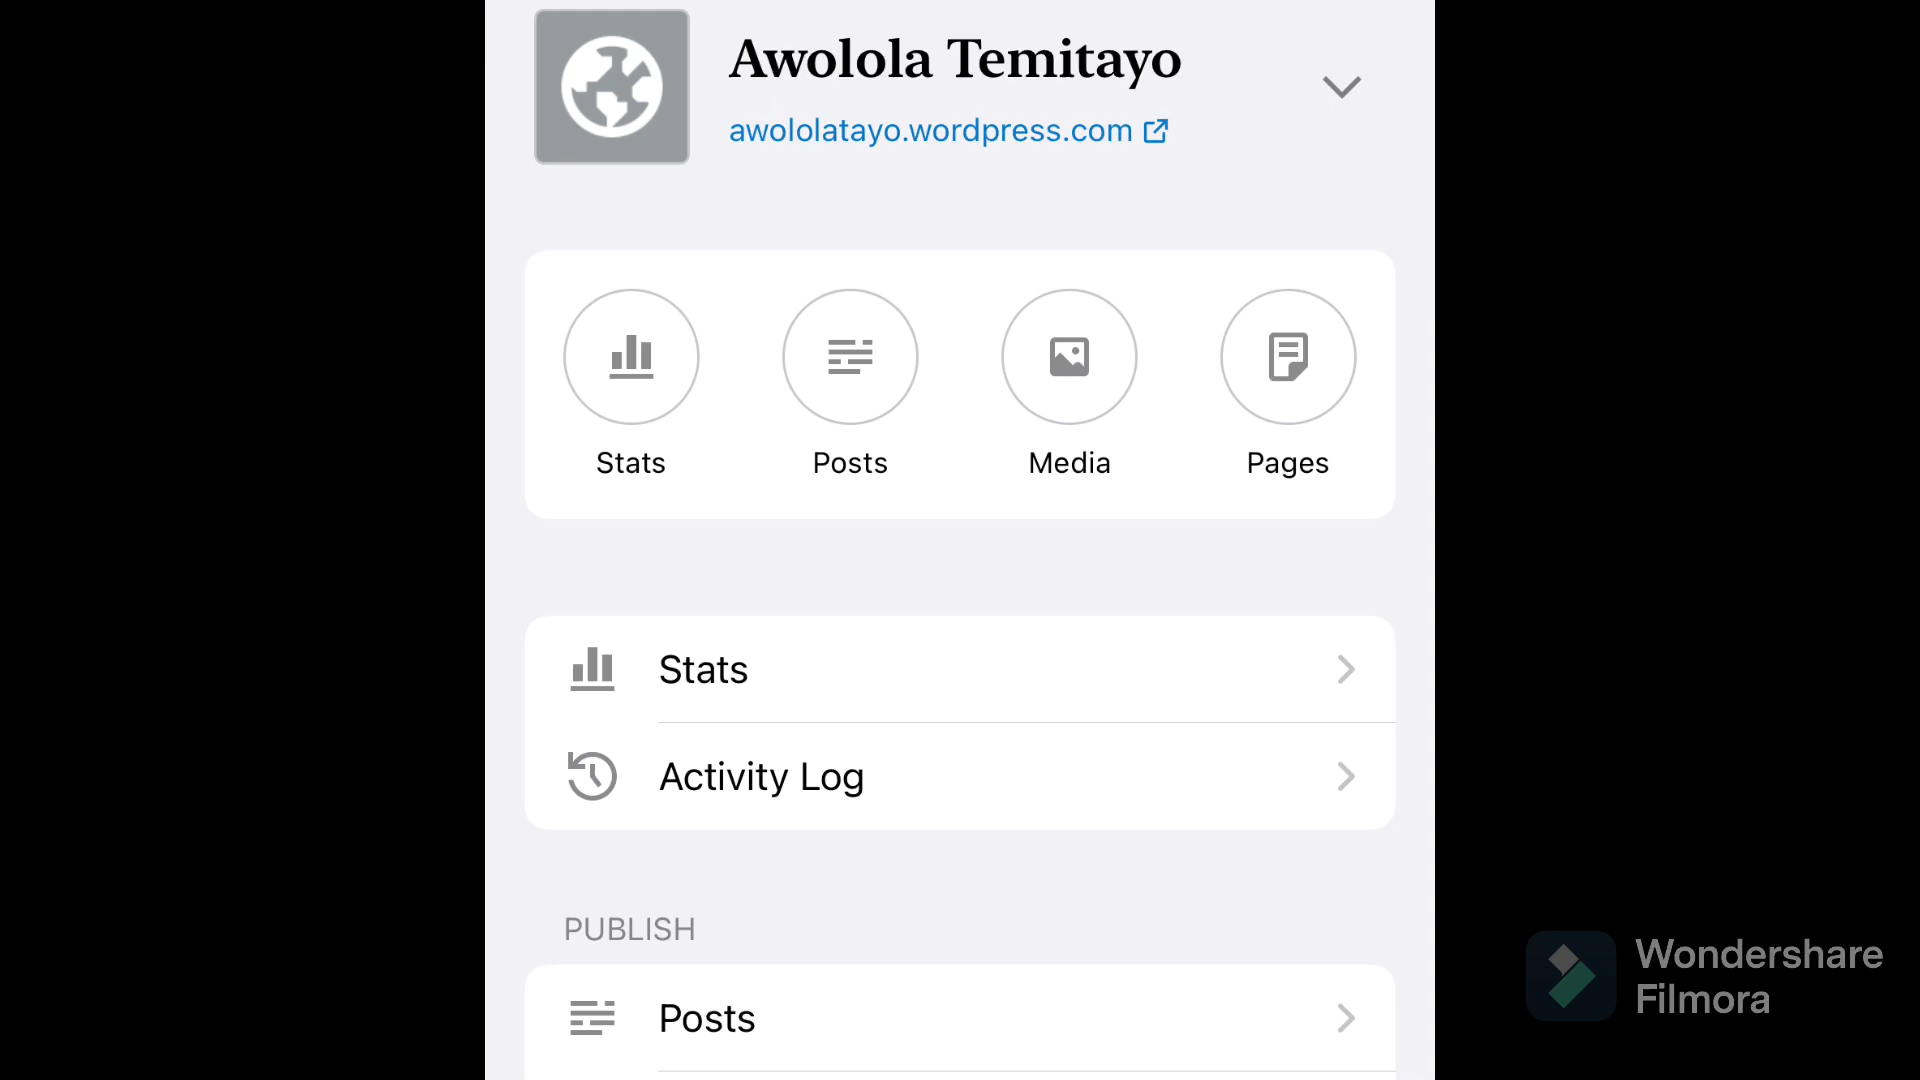 Awolola Temitayo
awololatayo.wordpress.com
Stats Posts Media Pages
Stats
Activity Log
PUBLISH
Posts
Wondershare
Filmora